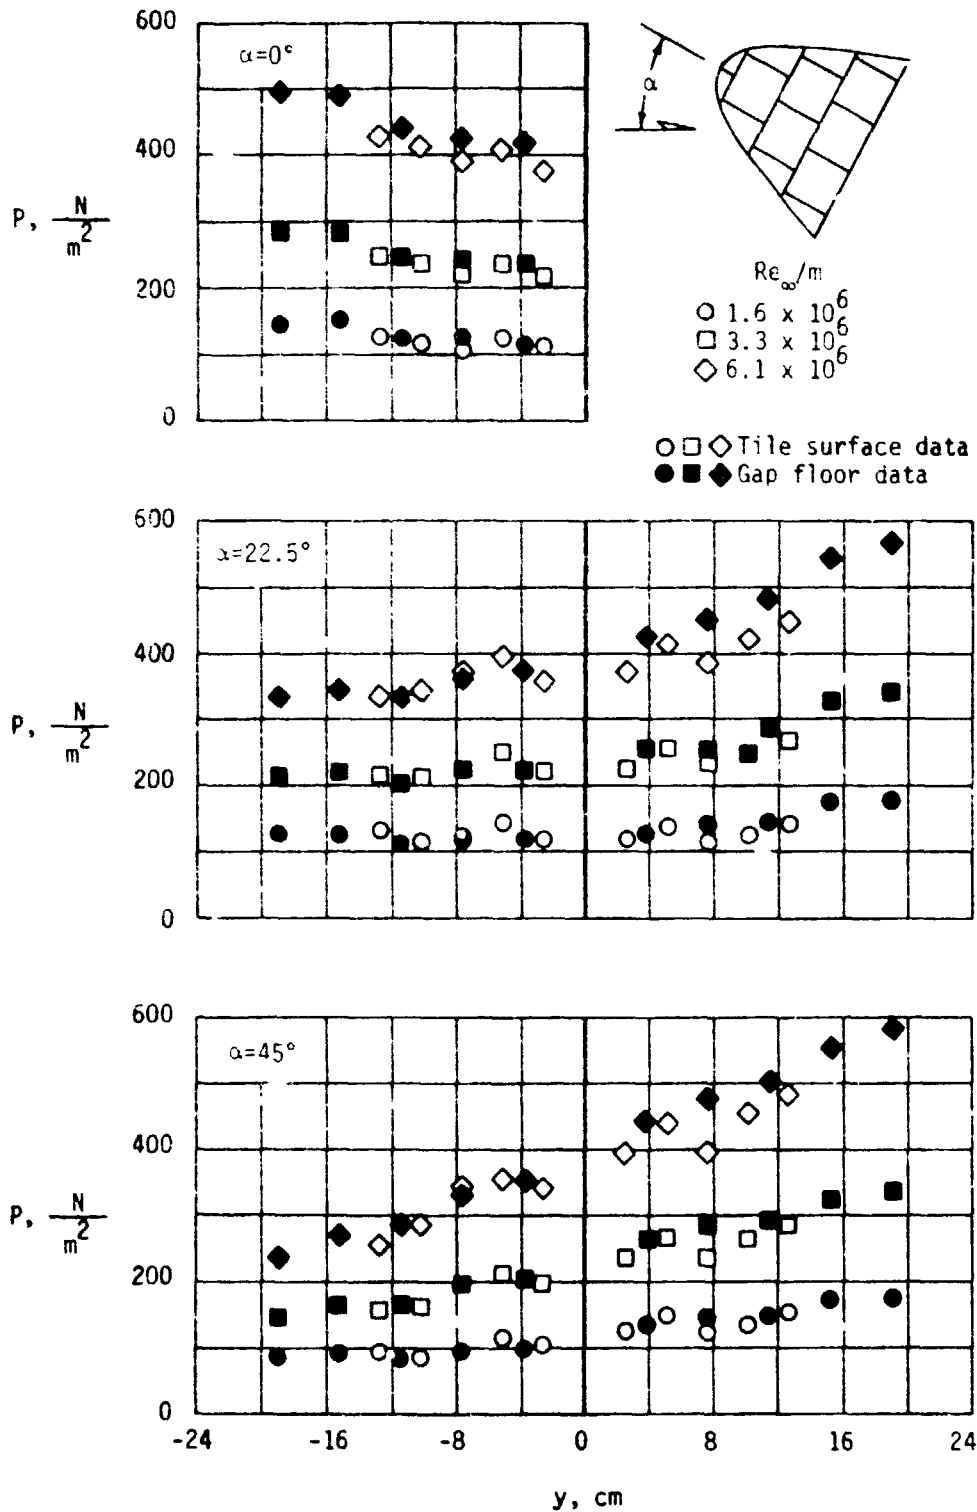 600
α=0°
400
P, N/m²
200
0
α
Re∞/m
○ 1.6 x 10⁶
□ 3.3 x 10⁶
◇ 6.1 x 10⁶
○ □ ◇ Tile surface data
● ■ ◆ Gap floor data
600
α=22.5°
400
P, N/m²
200
0
600
α=45°
400
P, N/m²
200
0
-24 -16 -8 0 8 16 24
y, cm